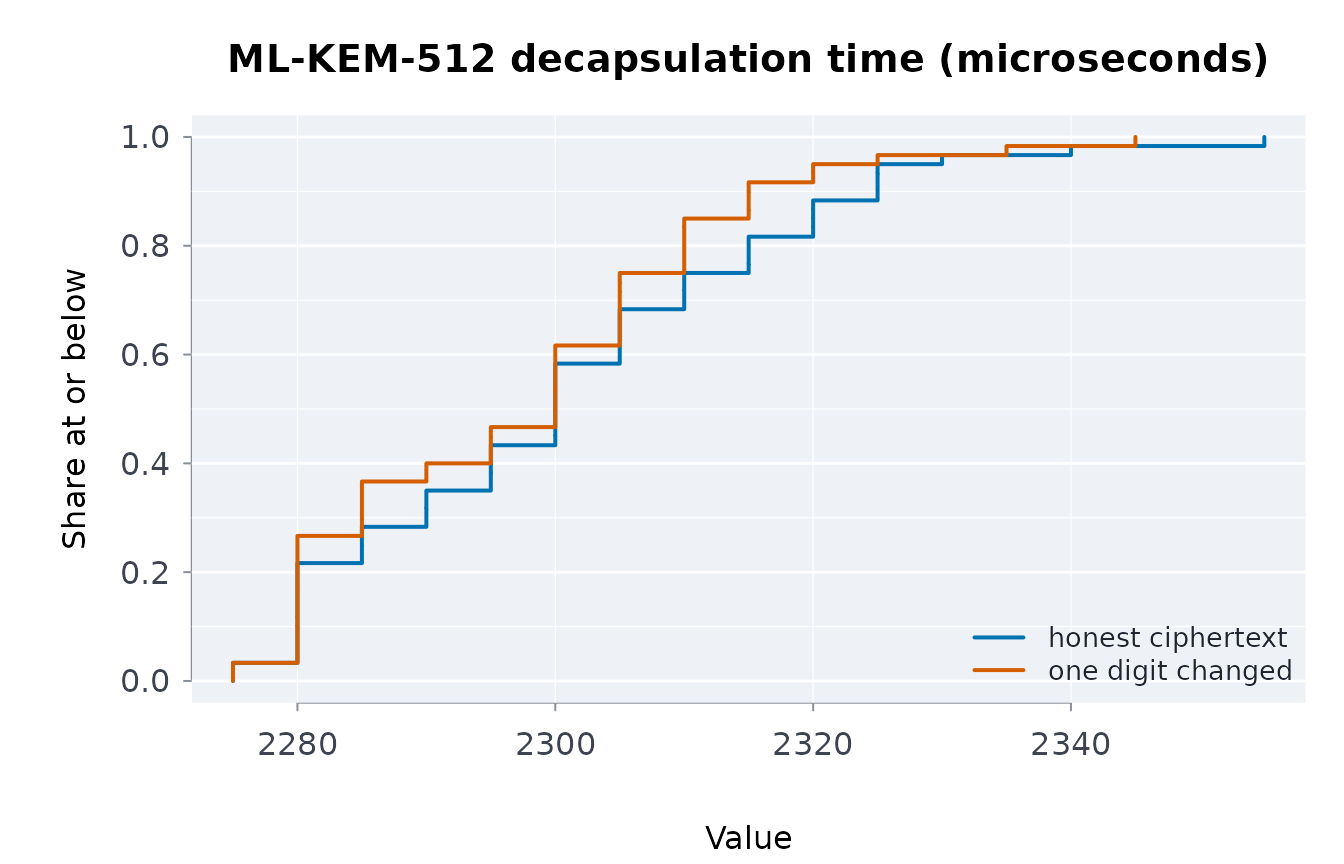 ML-KEM-512 decapsulation time (microseconds)
1.0
0.8
0.6
0.4
0.2
0.0
Share at or below
honest ciphertext
one digit changed
2280 2300 2320 2340
Value